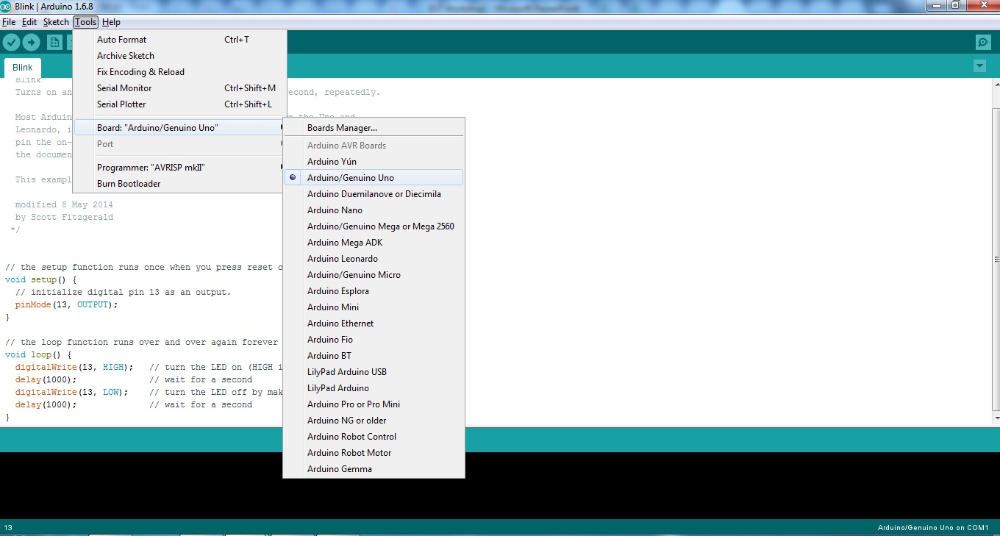 Blink | Arduino 1.6.8
File Edit Sketch Tools Help
Blink
Auto Format Ctrl+T
Archive Sketch
Fix Encoding & Reload
Serial Monitor Ctrl+Shift+M
Serial Plotter Ctrl+Shift+L
Board: "Arduino/Genuino Uno"
Port
Programmer: "AVRISP mkII"
Burn Bootloader
Boards Manager...
Arduino AVR Boards
Arduino Yún
Arduino/Genuino Uno
Arduino Duemilanove or Diecimila
Arduino Nano
Arduino/Genuino Mega or Mega 2560
Arduino Mega ADK
Arduino Leonardo
Arduino/Genuino Micro
Arduino Esplora
Arduino Mini
Arduino Ethernet
Arduino Fio
Arduino BT
LilyPad Arduino USB
LilyPad Arduino
Arduino Pro or Pro Mini
Arduino NG or older
Arduino Robot Control
Arduino Robot Motor
Arduino Gemma
Blink
Turns on an econd, repeatedly.
Most Arduin the Uno and
Leonardo, i
pin the on-
the documen
This exampl
modified 8 May 2014
by Scott Fitzgerald
*/
// the setup function runs once when you press reset o
void setup() {
// initialize digital pin 13 as an output.
pinMode(13, OUTPUT);
}
// the loop function runs over and over again forever
void loop() {
digitalWrite(13, HIGH); // turn the LED on (HIGH i
delay(1000); // wait for a second
digitalWrite(13, LOW); // turn the LED off by mak
delay(1000); // wait for a second
}
13
Arduino/Genuino Uno on COM1